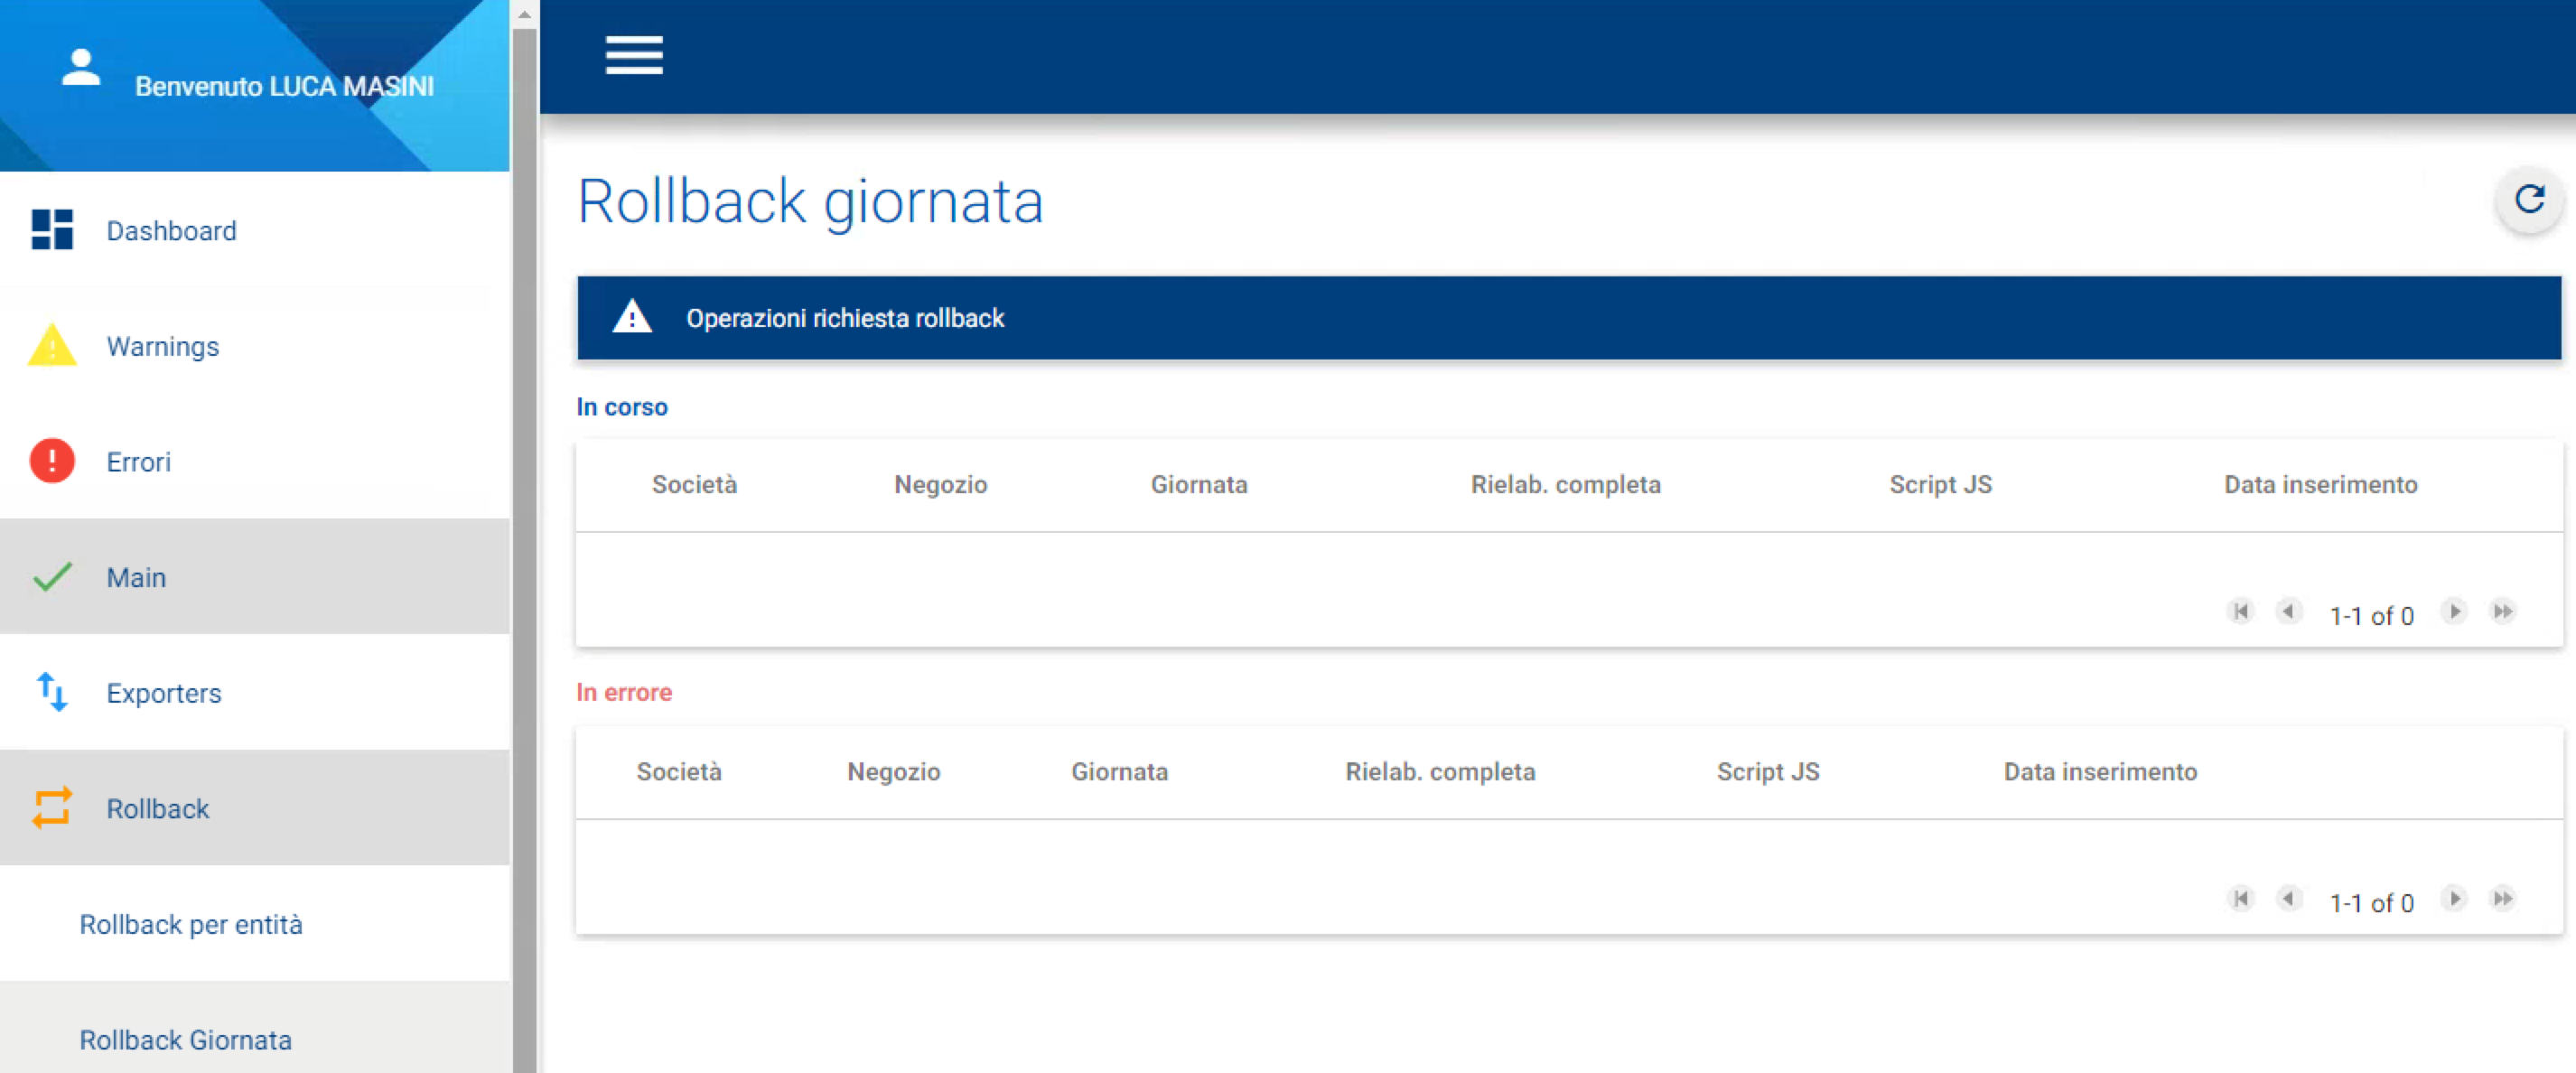 Benvenuto LUCA MASINI
Dashboard
Warnings
Errori
Main
Exporters
Rollback
Rollback per entità
Rollback Giornata
Rollback giornata
Operazioni richiesta rollback
In corso
Società Negozio Giornata Rielab. completa Script JS Data inserimento
1-1 of 0
In errore
Società Negozio Giornata Rielab. completa Script JS Data inserimento
1-1 of 0